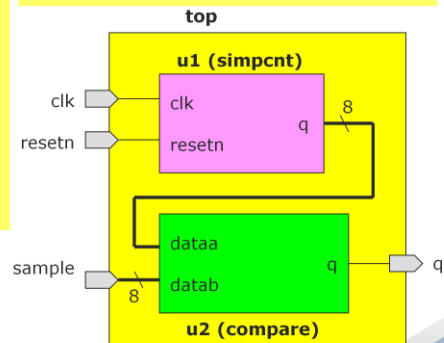 top
u1 (simpcnt)
clk
clk
8
q
resetn
resetn
dataa
sample
q
q
datab
8
u2 (compare)